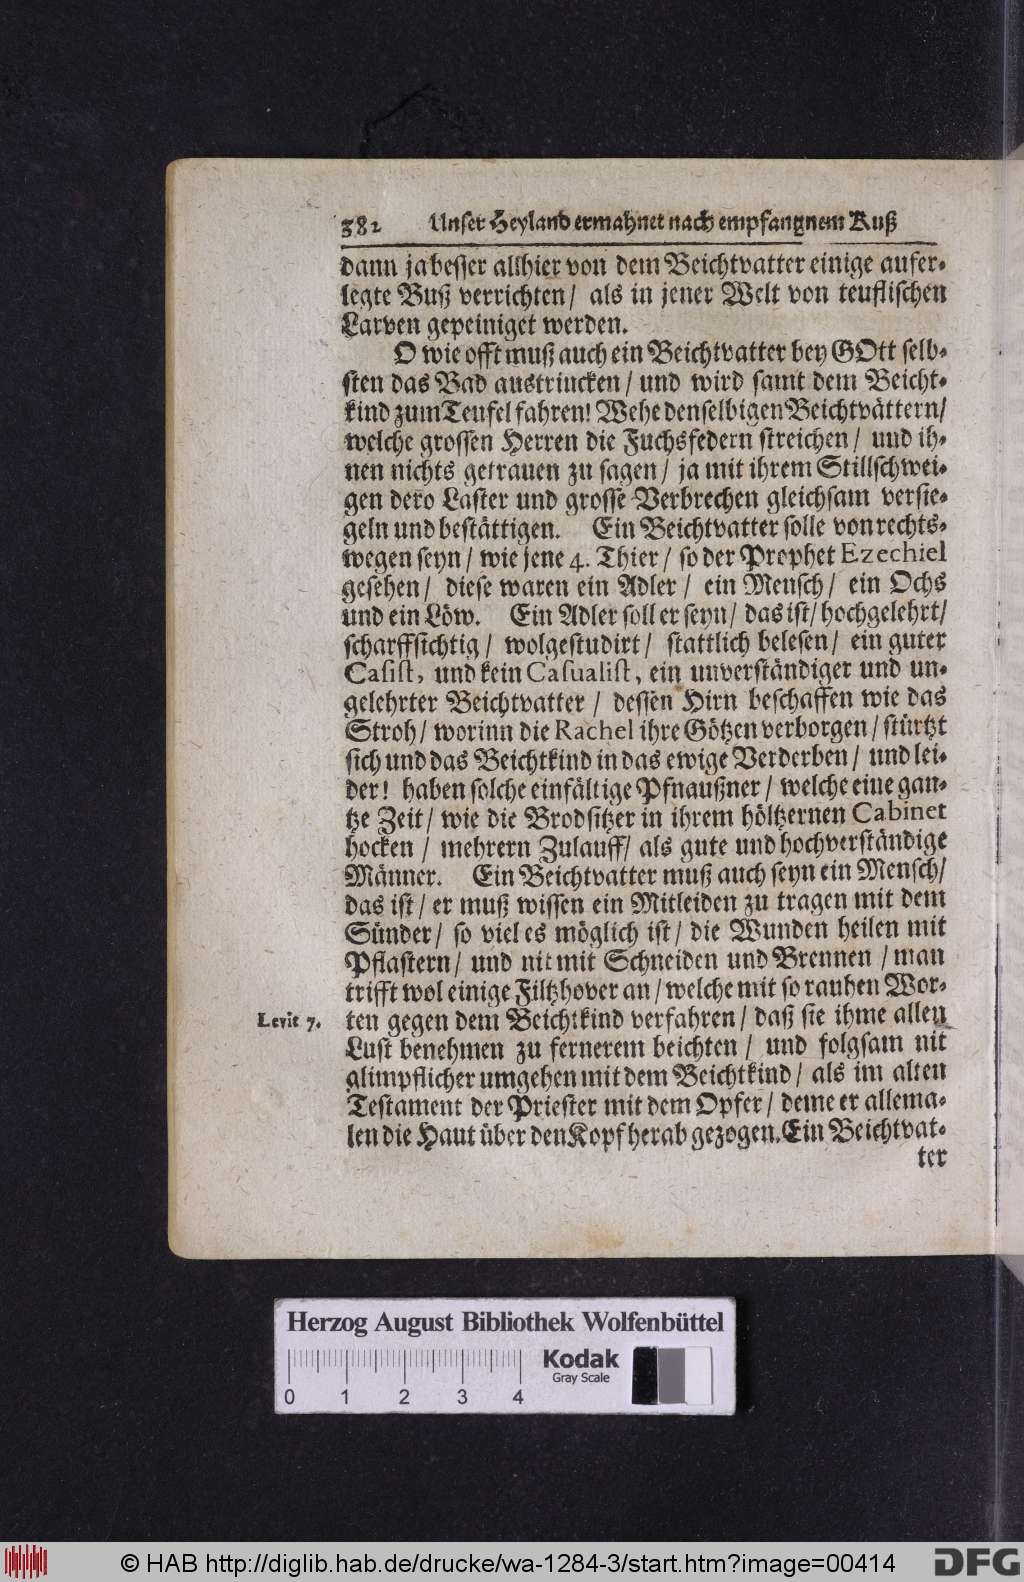 382 Unser Heyland ermahnet nach empfangnem Kuß
dann ja besser allhier von dem Beichtvatter einige aufer-
legte Buß verrichten / als in jener Welt von teuflischen
Larven gepeiniget werden.
O wie offt muß auch ein Beichtvatter bey GOtt selb-
sten das Bad austrincken / und wird samt dem Beicht-
kind zum Teufel fahren! Wehe denselbigen Beichtvättern /
welche grossen Herren die Fuchsfedern streichen / und ih-
nen nichts getrauen zu sagen / ja mit ihrem Stillschwei-
gen dero Laster und grosse Verbrechen gleichsam versie-
geln und bestättigen. Ein Beichtvatter solle von rechts-
wegen seyn / wie jene 4. Thier / so der Prophet Ezechiel
gesehen / diese waren ein Adler / ein Mensch / ein Ochs
und ein Löw. Ein Adler soll er seyn / das ist / hochgelehrt /
scharffsichtig / wolgestudirt / stattlich belesen / ein guter
Casist, und kein Casualist, ein unverständiger und un-
gelehrter Beichtvatter / dessen Hirn beschaffen wie das
Stroh / worinn die Rachel ihre Götzen verborgen / stürtzt
sich und das Beichtkind in das ewige Verderben / und lei-
der! haben solche einfältige Pfnaußner / welche eine gan-
tze Zeit / wie die Brodsitzer in ihrem höltzernen Cabinet
hocken / mehrern Zulauff / als gute und hochverständige
Männer. Ein Beichtvatter muß auch seyn ein Mensch /
das ist / er muß wissen ein Mitleiden zu tragen mit dem
Sünder / so viel es möglich ist / die Wunden heilen mit
Pflastern / und nit mit Schneiden und Brennen / man
trifft wol einige Filtzhover an / welche mit so rauhen Wor-
Levit 7. ten gegen dem Beichtkind verfahren / daß sie ihme allen
Lust benehmen zu fernerem beichten / und folgsam nit
glimpflicher umgehen mit dem Beichtkind / als im alten
Testament der Priester mit dem Opfer / deme er allema-
len die Haut über den Kopf herab gezogen. Ein Beichtvat-
ter
Herzog August Bibliothek Wolfenbüttel
Kodak
Gray Scale
0 1 2 3 4
© HAB http://diglib.hab.de/drucke/wa-1284-3/start.htm?image=00414
DFG